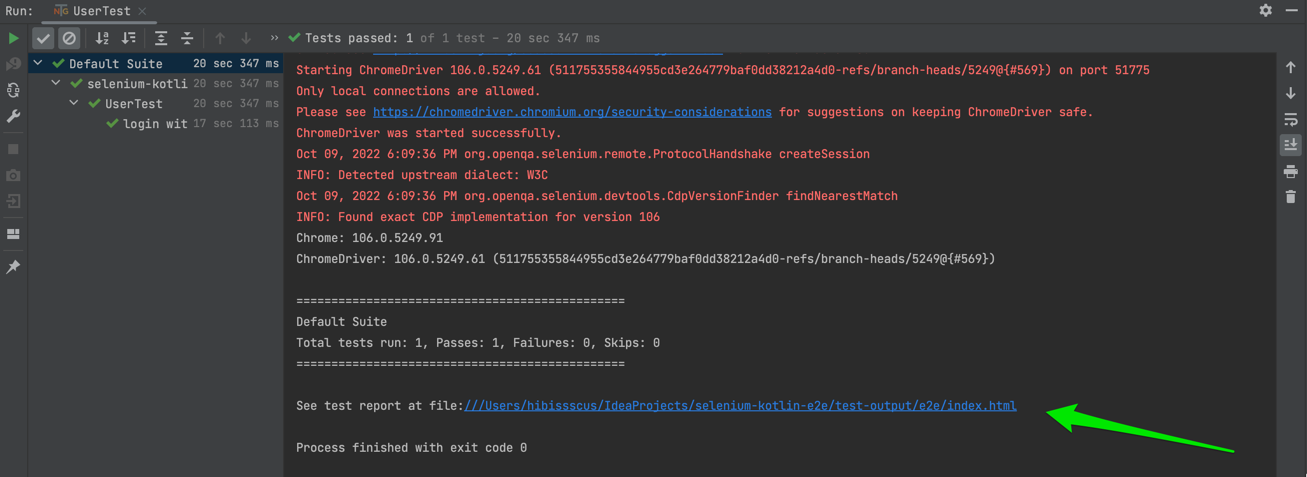 Run: NG UserTest ×
>> Tests passed: 1 of 1 test – 20 sec 347 ms
Default Suite 20 sec 347 ms
selenium-kotli 20 sec 347 ms
UserTest 20 sec 347 ms
login wit 17 sec 113 ms
Starting ChromeDriver 106.0.5249.61 (511755355844955cd3e264779baf0dd38212a4d0-refs/branch-heads/5249@{#569}) on port 51775
Only local connections are allowed.
Please see https://chromedriver.chromium.org/security-considerations for suggestions on keeping ChromeDriver safe.
ChromeDriver was started successfully.
Oct 09, 2022 6:09:36 PM org.openqa.selenium.remote.ProtocolHandshake createSession
INFO: Detected upstream dialect: W3C
Oct 09, 2022 6:09:36 PM org.openqa.selenium.devtools.CdpVersionFinder findNearestMatch
INFO: Found exact CDP implementation for version 106
Chrome: 106.0.5249.91
ChromeDriver: 106.0.5249.61 (511755355844955cd3e264779baf0dd38212a4d0-refs/branch-heads/5249@{#569})
===============================================
Default Suite
Total tests run: 1, Passes: 1, Failures: 0, Skips: 0
===============================================
See test report at file:///Users/hibissscus/IdeaProjects/selenium-kotlin-e2e/test-output/e2e/index.html
Process finished with exit code 0